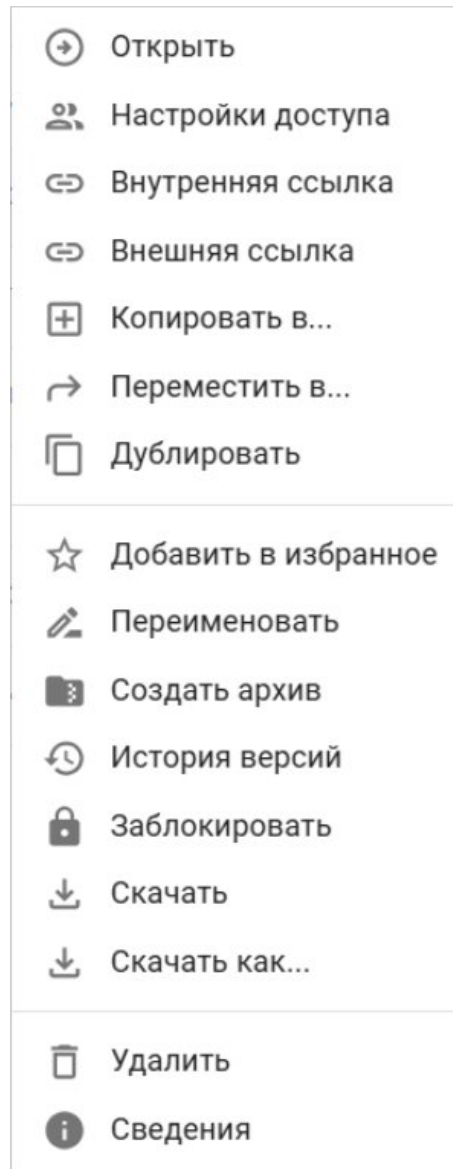 Открыть
Настройки доступа
Внутренняя ссылка
Внешняя ссылка
Копировать в...
Переместить в...
Дублировать
Добавить в избранное
Переименовать
Создать архив
История версий
Заблокировать
Скачать
Скачать как...
Удалить
Сведения